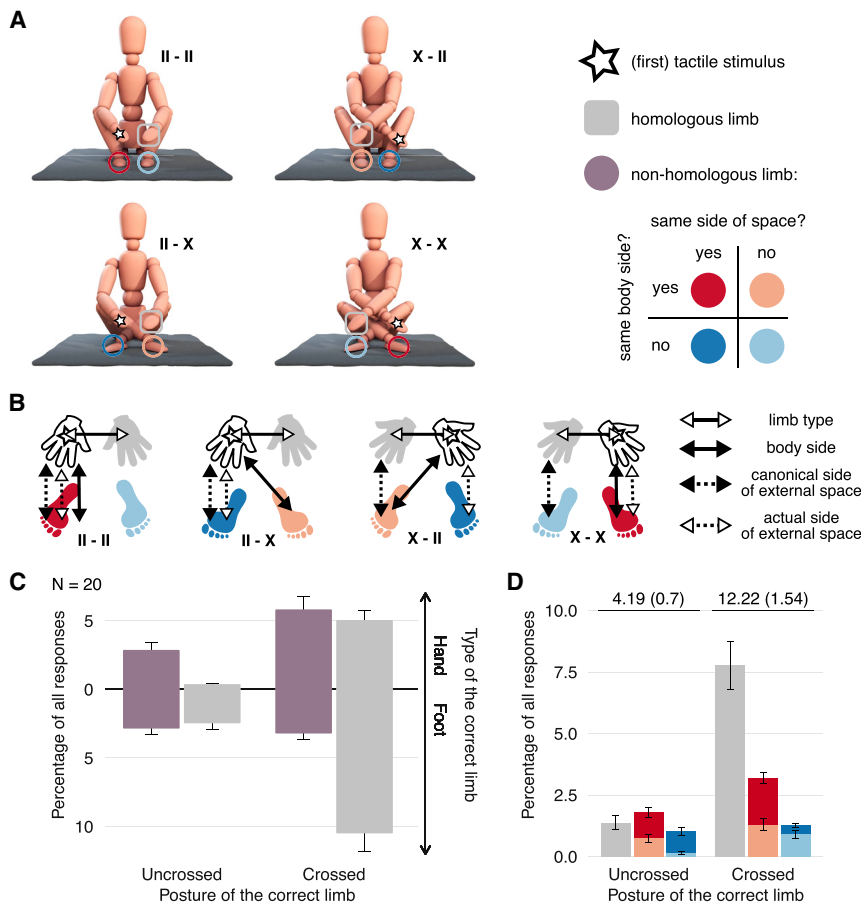 A
II - II
X - II
II - X
X - X
(first) tactile stimulus
homologous limb
non-homologous limb:
same side of space?
same body side?
yes
no
yes
no
B
II - II
II - X
X - II
X - X
limb type
body side
canonical side
of external space
actual side
of external space
C
N = 20
Percentage of all responses
5
0
5
10
Uncrossed
Crossed
Posture of the correct limb
Hand
Foot
Type of the correct limb
D
4.19 (0.7)
12.22 (1.54)
Percentage of all responses
10.0
7.5
5.0
2.5
0.0
Uncrossed
Crossed
Posture of the correct limb